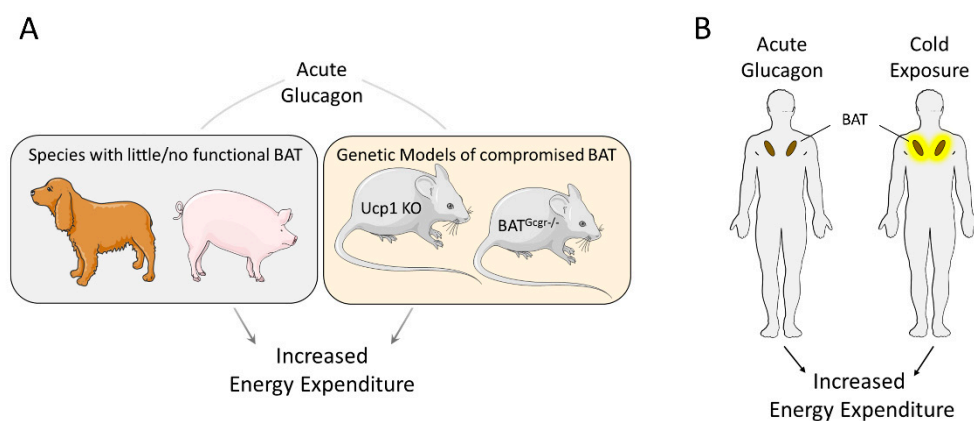 A
Acute
Glucagon
Species with little/no functional BAT
Genetic Models of compromised BAT
Ucp1 KO
BATGcgr-/-
Increased
Energy Expenditure
B
Acute
Glucagon
Cold
Exposure
BAT
Increased
Energy Expenditure